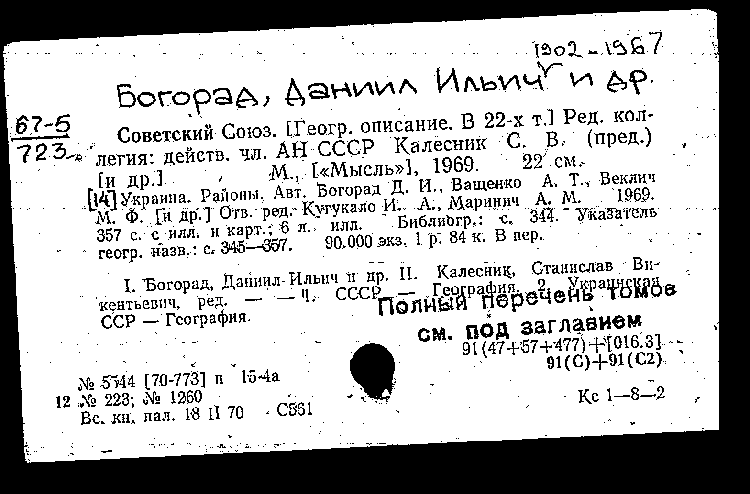 1902-1967
Богорад, Даниил Ильич и др.
67-5
723
Советский Союз. [Геогр. описание. В 22-х т.] Ред. кол-
легия: действ. чл. АН СССР Калесник С. В. (пред.)
[и др.] М., [«Мысль»], 1969. 22 см.
[14] Украина. Районы. Авт. Богорад Д. И., Ващенко А. Т., Веклич
М. Ф. [и др.] Отв. ред. Кугукало И. А., Маринич А. М. 1969.
357 с. с илл. и карт.; 6 л. илл. Библиогр.: с. 344. Указатель
геогр. назв.: с. 345—357. 90.000 экз. 1 р. 84 к. В пер.
I. Богорад, Даниил Ильич и др. II. Калесник, Станислав Ви-
кентьевич, ред. — — 1. СССР — География. 2. Украинская
ССР — География.
Полный перечень томов
см. под заглавием
91(47+57+477)+[016.3]
91(С)+91(С2)
№ 5544 [70-773] п 15-4а
12 № 223; № 1260
Вс. кн. пал. 18 II 70 С561
Кс 1—8—2